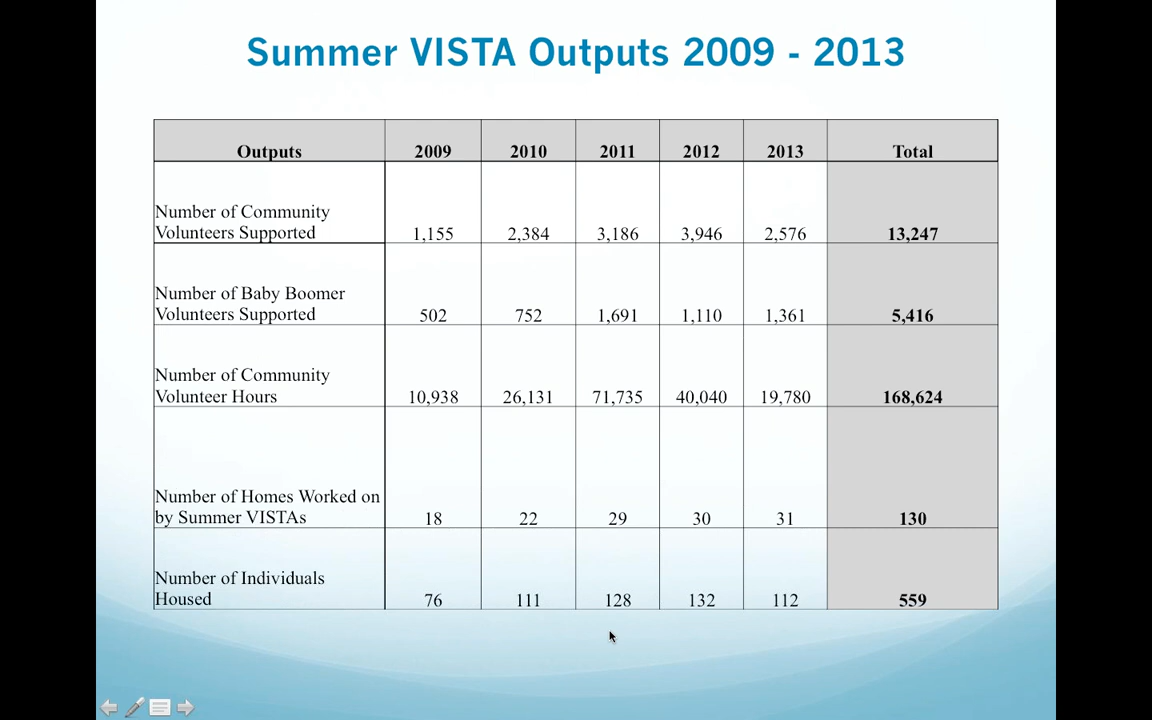 Summer VISTA Outputs 2009 - 2013
Outputs 2009 2010 2011 2012 2013 Total
Number of Community
Volunteers Supported 1,155 2,384 3,186 3,946 2,576 13,247
Number of Baby Boomer
Volunteers Supported 502 752 1,691 1,110 1,361 5,416
Number of Community
Volunteer Hours 10,938 26,131 71,735 40,040 19,780 168,624
Number of Homes Worked on
by Summer VISTAs 18 22 29 30 31 130
Number of Individuals
Housed 76 111 128 132 112 559